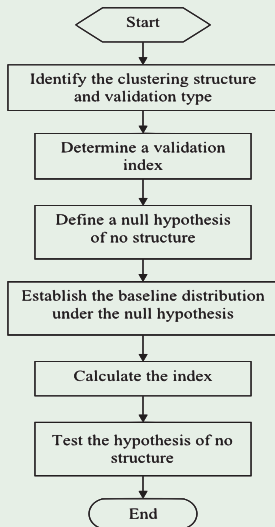 Start
Identify the clustering structure
and validation type
Determine a validation
index
Define a null hypothesis
of no structure
Establish the baseline distribution
under the null hypothesis
Calculate the index
Test the hypothesis of no
structure
End